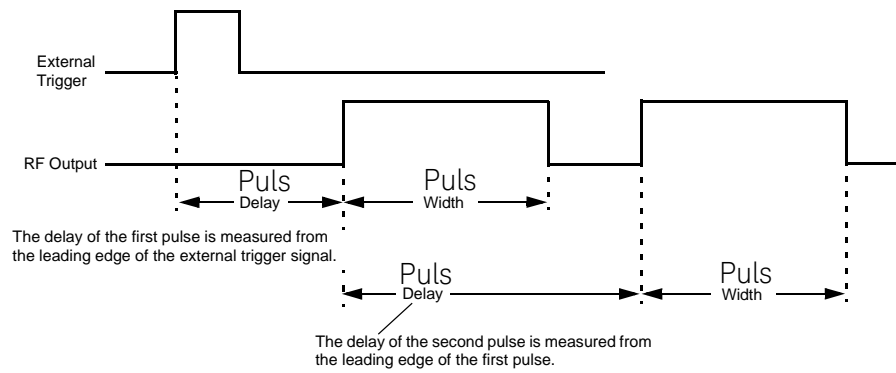 External
Trigger
RF Output
Puls
Delay
Puls
Width
The delay of the first pulse is measured from
the leading edge of the external trigger signal.
Puls
Delay
Puls
Width
The delay of the second pulse is measured from
the leading edge of the first pulse.